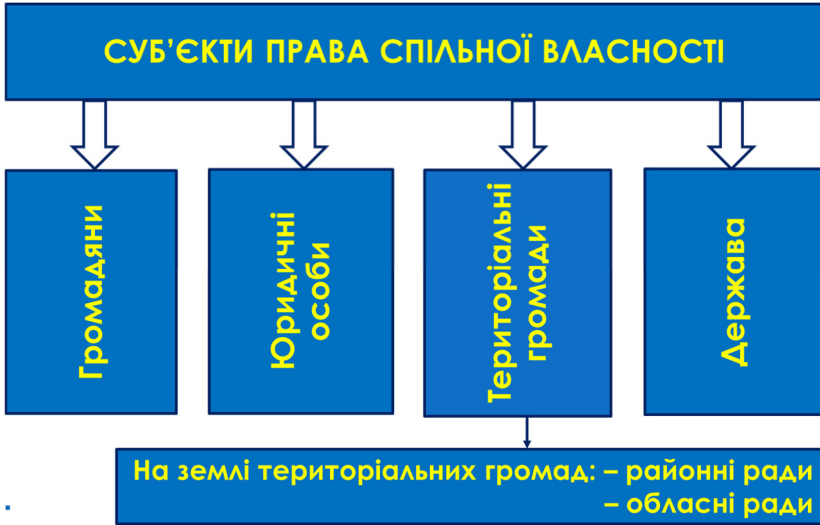 СУБ’ЄКТИ ПРАВА СПІЛЬНОЇ ВЛАСНОСТІ
Громадяни
Юридичні
особи
Територіальні
громади
Держава
На землі територіальних громад: – районні ради
– обласні ради
.